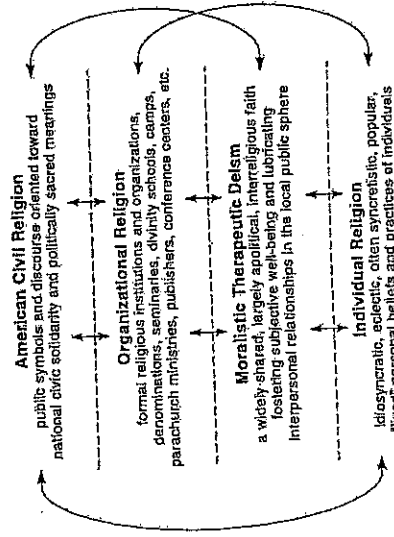 American Civil Religion
public symbols and discourse oriented toward
national civic solidarity and politically sacred meanings
Organizational Religion
formal religious institutions and organizations,
denominations, seminaries, divinity schools, camps,
parachurch ministries, publishers, conference centers, etc.
Moralistic Therapeutic Deism
a widely-shared, largely apolitical, interreligious faith
fostering subjective well-being and lubricating
interpersonal relationships in the local public sphere
Individual Religion
idiosyncratic, eclectic, often syncretistic, popular,
personal beliefs and practices of individuals